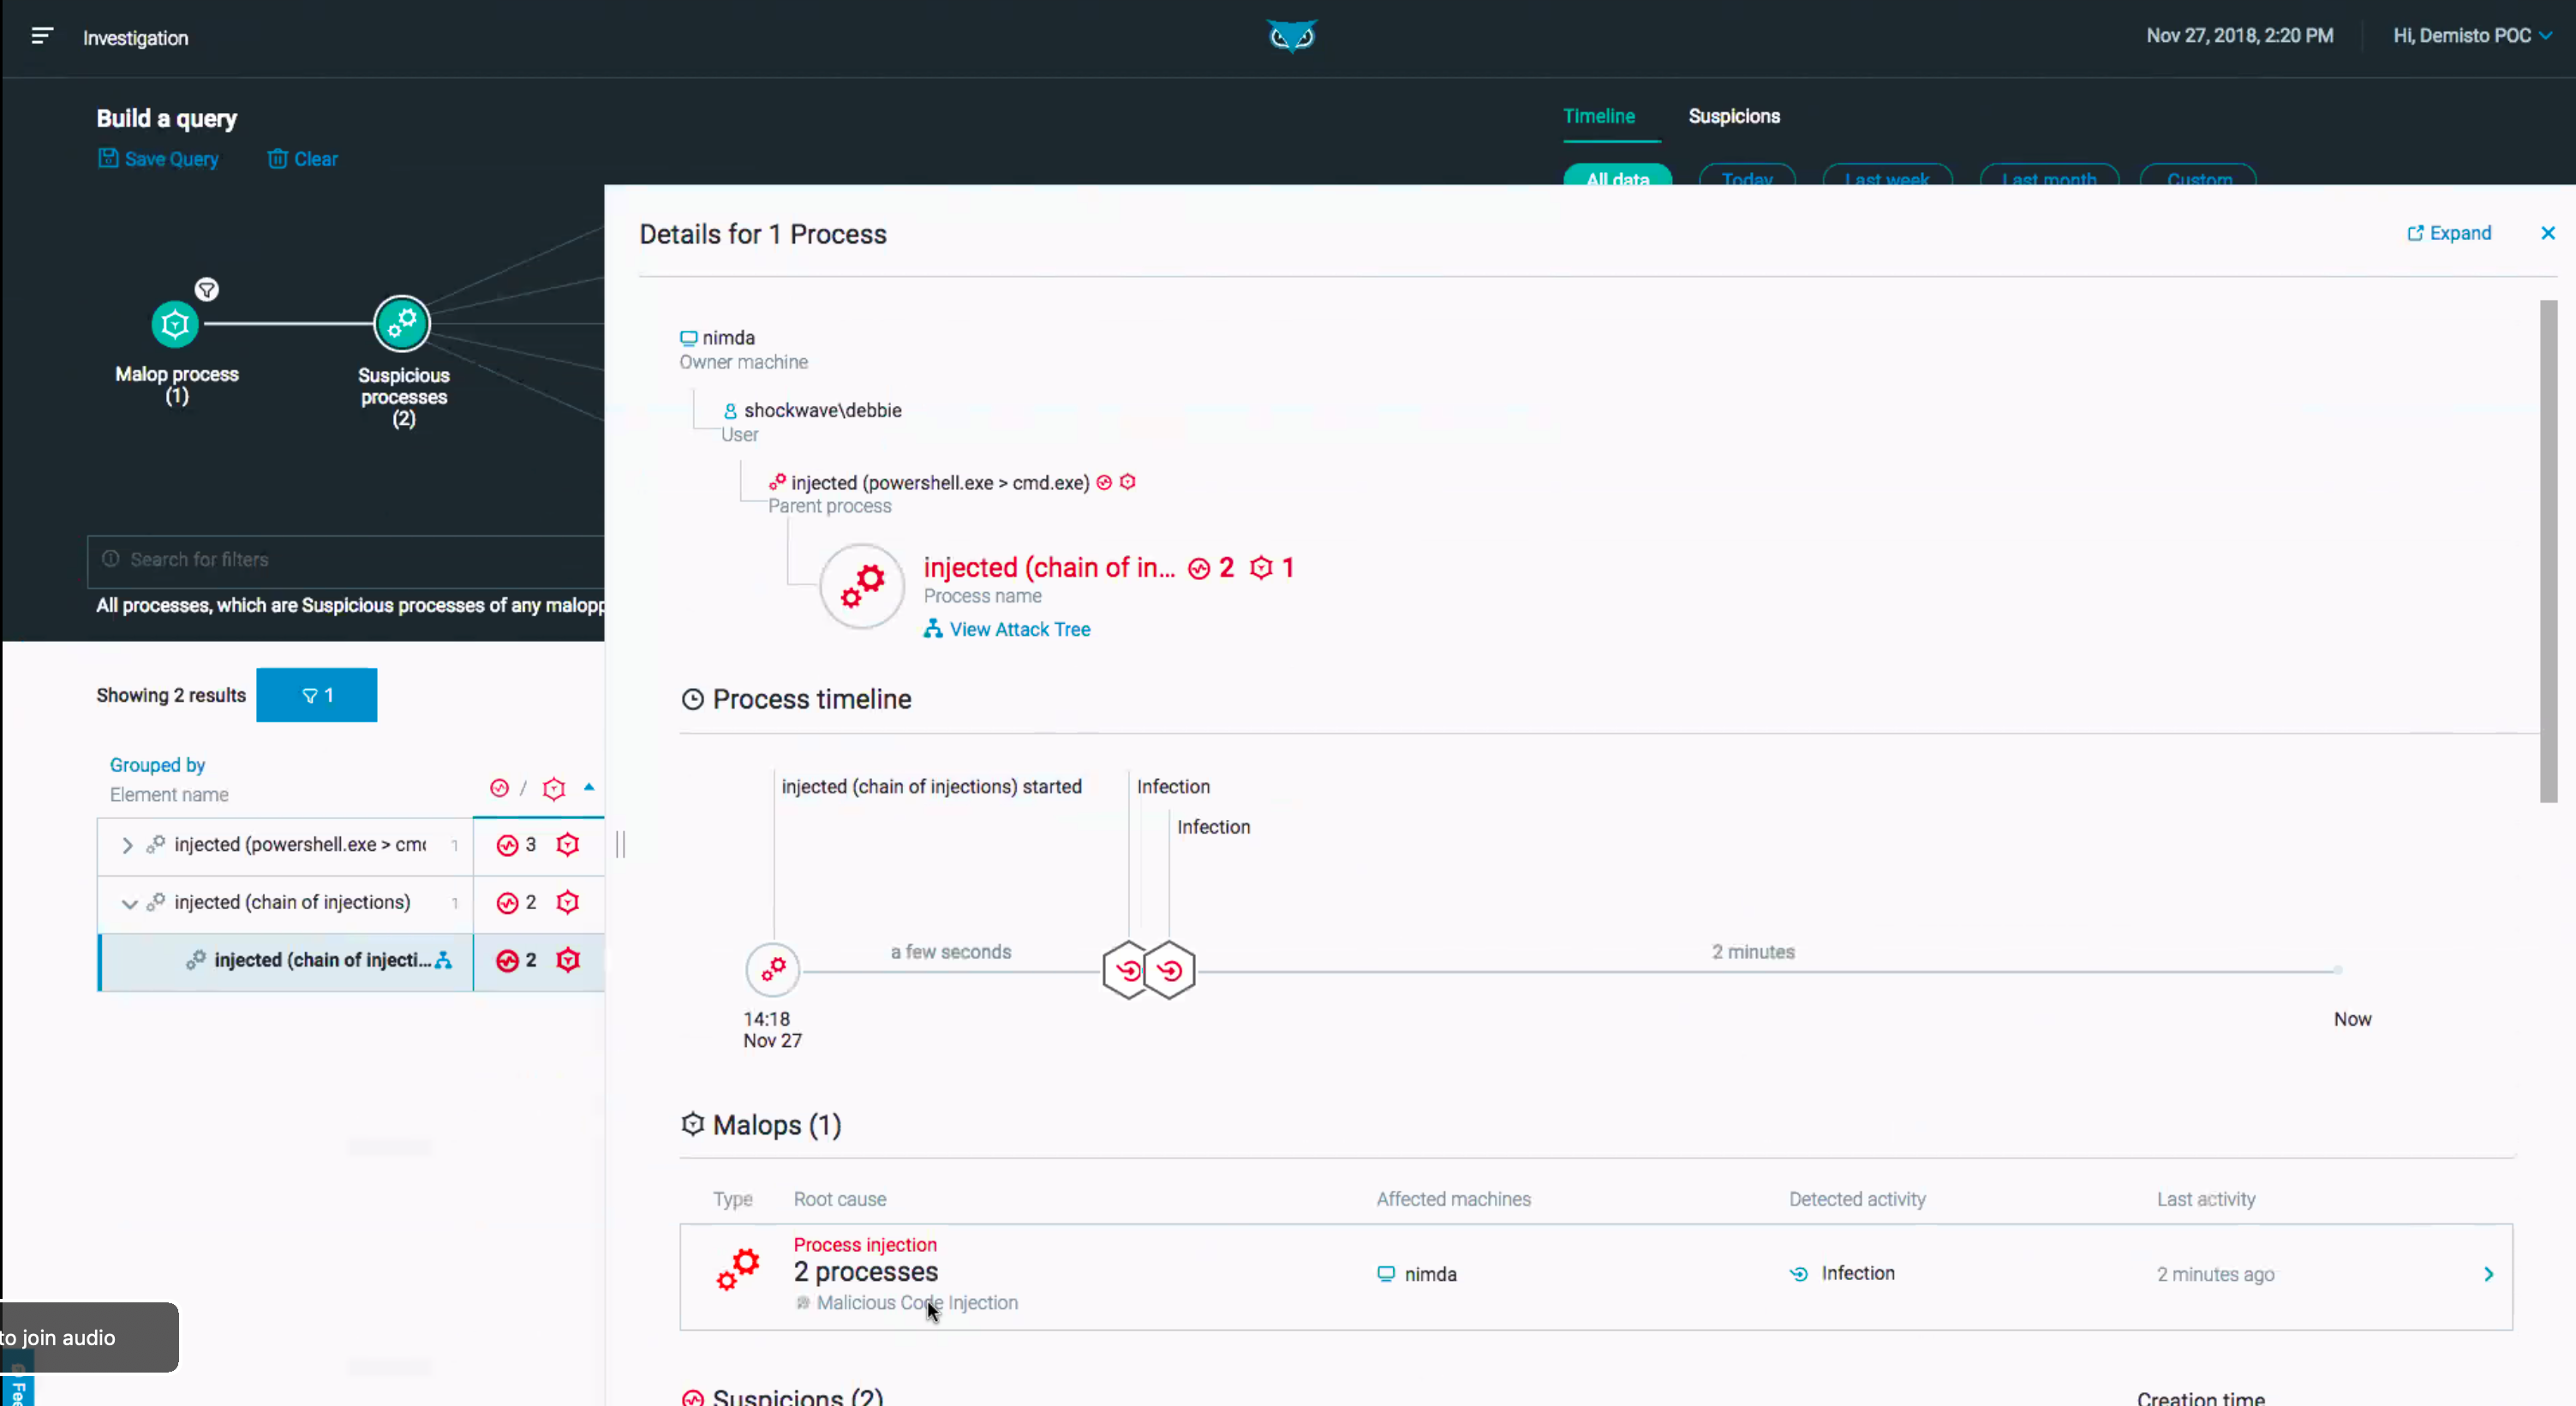 Investigation
Nov 27, 2018, 2:20 PM
Hi, Demisto POC
Build a query
Save Query
Clear
Timeline
Suspicions
All data
Today
Last week
Last month
Custom
Malop process
(1)
Suspicious
processes
(2)
Search for filters
All processes, which are Suspicious processes of any malopp
Showing 2 results
1
Grouped by
Element name
/
injected (powershell.exe > cmd
1
3
injected (chain of injections)
1
2
injected (chain of injecti...
2
to join audio
Fee
Details for 1 Process
Expand
nimda
Owner machine
shockwave\debbie
User
injected (powershell.exe > cmd.exe)
Parent process
injected (chain of in... 2 1
Process name
View Attack Tree
Process timeline
injected (chain of injections) started
Infection
Infection
a few seconds
2 minutes
14:18
Nov 27
Now
Malops (1)
Type
Root cause
Affected machines
Detected activity
Last activity
Process injection
2 processes
Malicious Code Injection
nimda
Infection
2 minutes ago
Suspicions (2)
Creation time